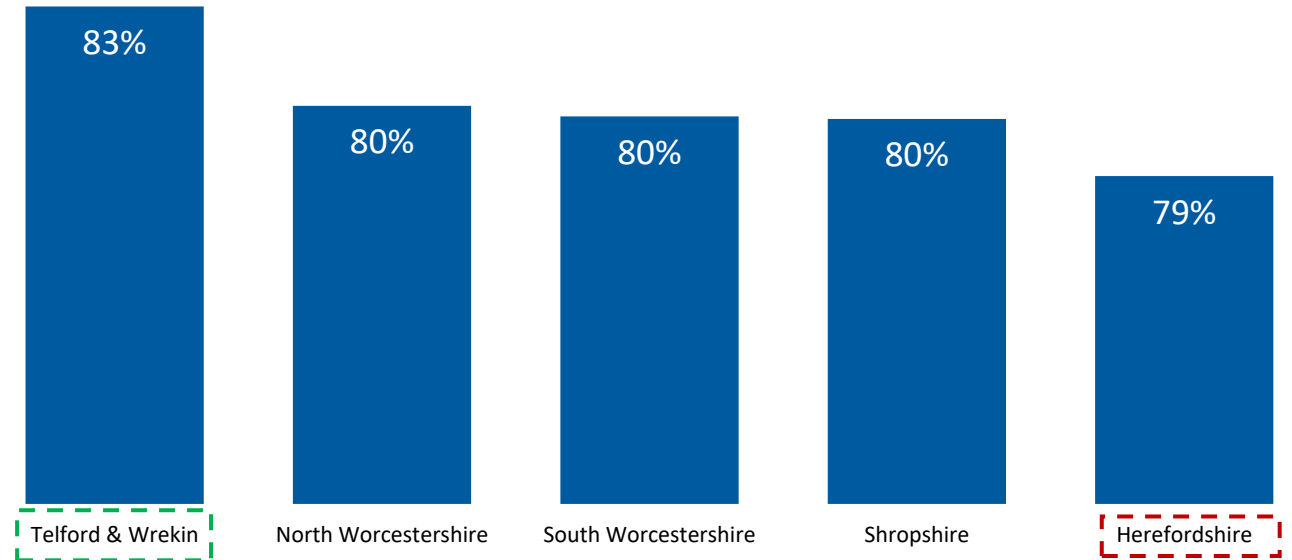 83%
80%
80%
80%
79%
Telford & Wrekin
North Worcestershire
South Worcestershire
Shropshire
Herefordshire